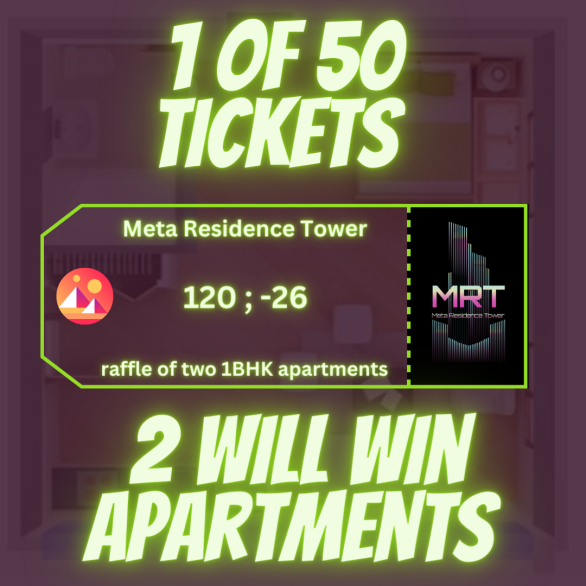 1 OF 50
TICKETS
Meta Residence Tower
120 ; -26
raffle of two 1BHK apartments
MRT
Meta Residence Tower
2 WILL WIN
APARTMENTS